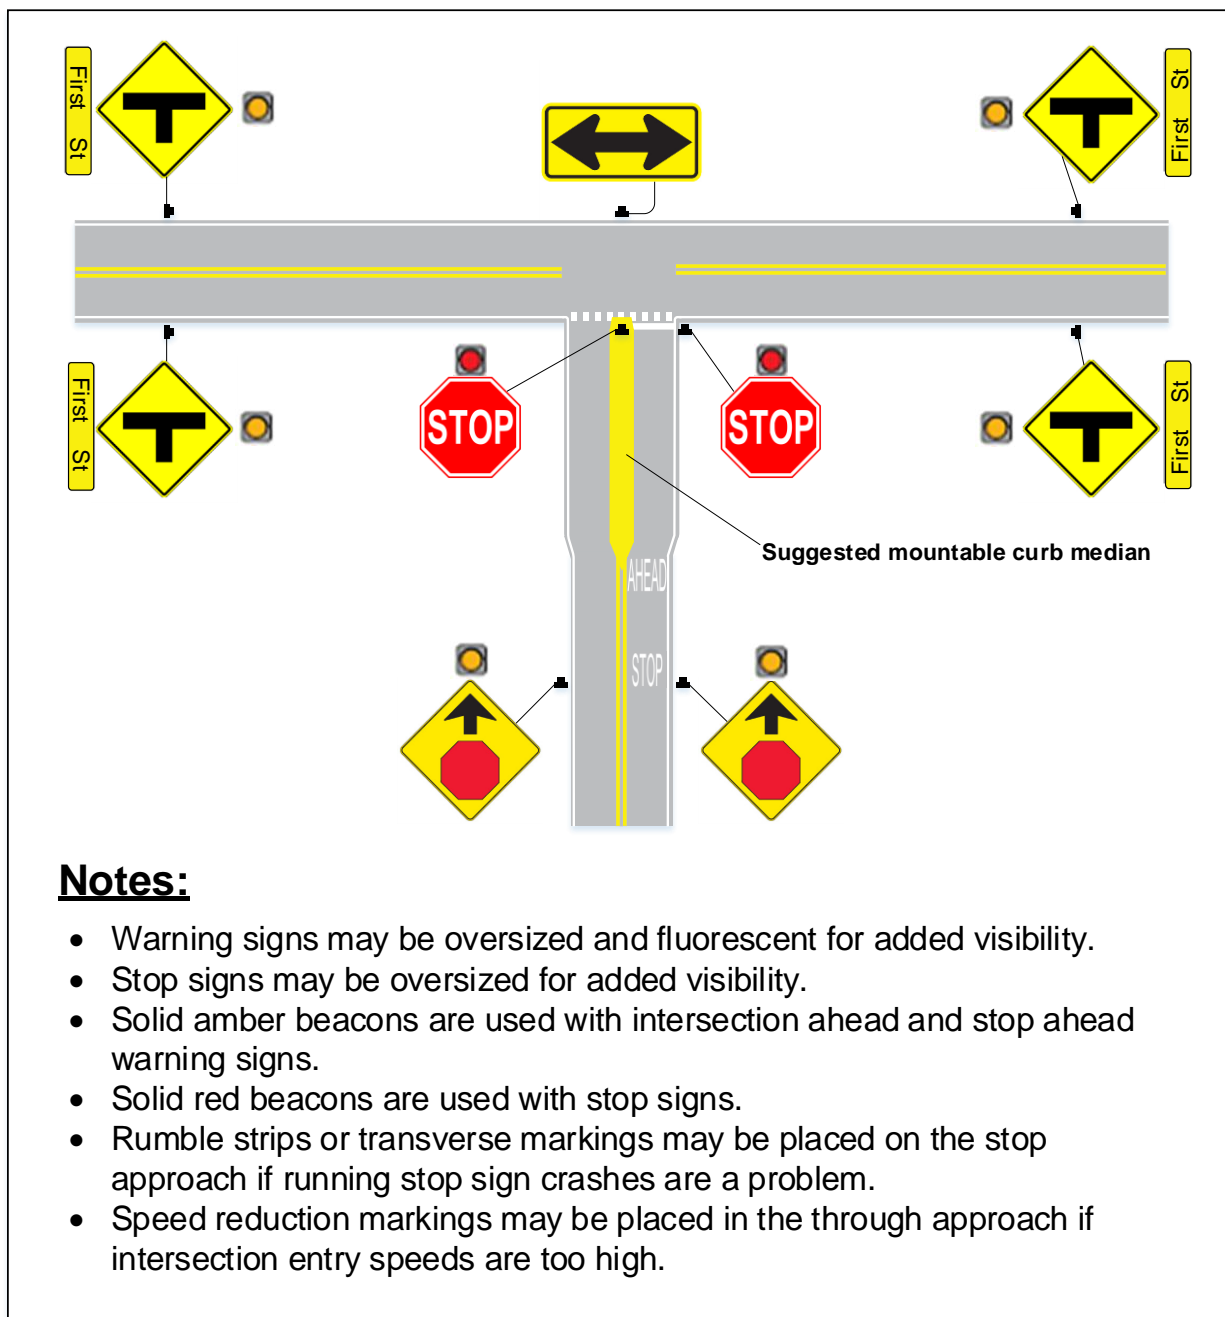 First St
First St
First St
First St
STOP
STOP
Suggested mountable curb median
AHEAD
STOP
Notes:
• Warning signs may be oversized and fluorescent for added visibility.
• Stop signs may be oversized for added visibility.
• Solid amber beacons are used with intersection ahead and stop ahead
warning signs.
• Solid red beacons are used with stop signs.
• Rumble strips or transverse markings may be placed on the stop
approach if running stop sign crashes are a problem.
• Speed reduction markings may be placed in the through approach if
intersection entry speeds are too high.